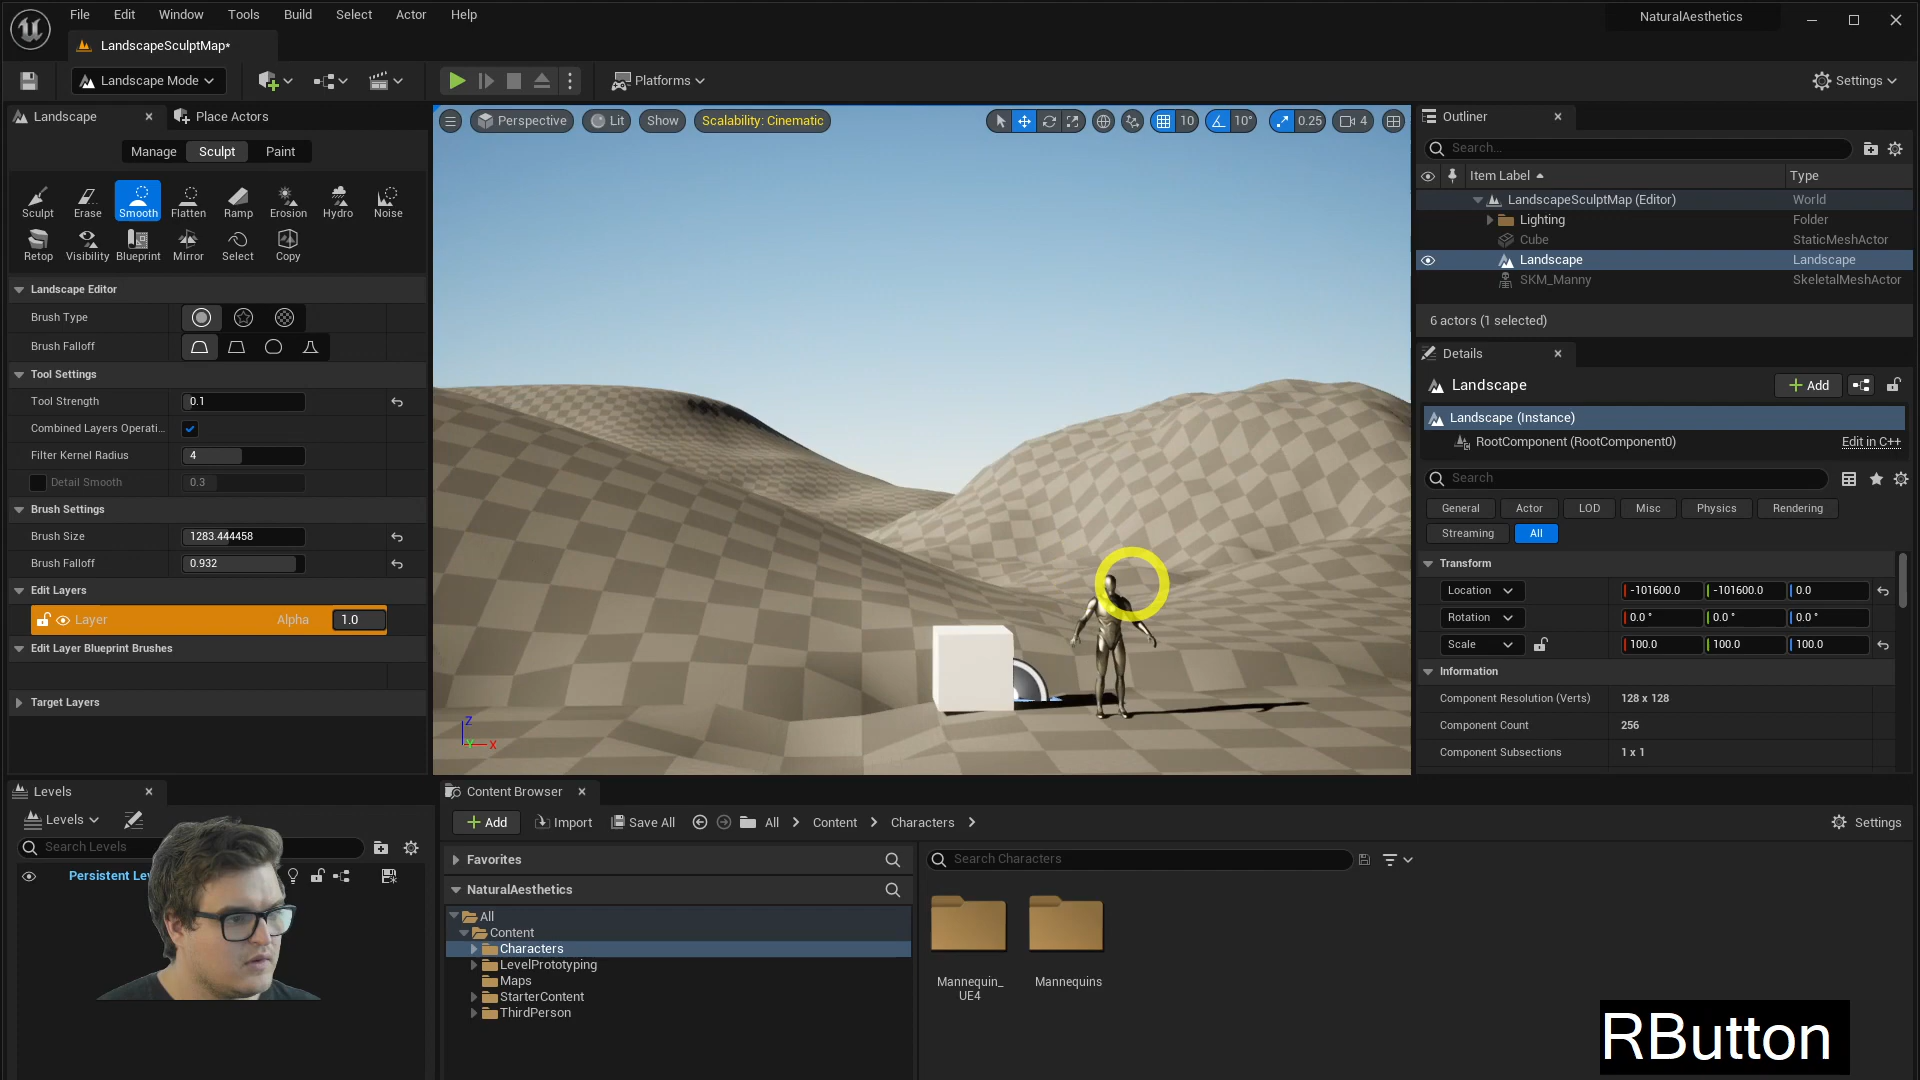 File Edit Window Tools Build Select Actor Help
NaturalAesthetics
LandscapeSculptMap*
Landscape Mode
Platforms
Settings
Landscape
Place Actors
Manage Sculpt Paint
Sculpt Erase Smooth Flatten Ramp Erosion Hydro Noise
Retop Visibility Blueprint Mirror Select Copy
Landscape Editor
Brush Type
Brush Falloff
Tool Settings
Tool Strength 0.1
Combined Layers Operati...
Filter Kernel Radius 4
Detail Smooth 0.3
Brush Settings
Brush Size 1283.444458
Brush Falloff 0.932
Edit Layers
Layer Alpha 1.0
Edit Layer Blueprint Brushes
Target Layers
Perspective Lit Show Scalability: Cinematic
10 10° 0.25 4
Z
Y X
Outliner
Search...
Item Label Type
LandscapeSculptMap (Editor) World
Lighting Folder
Cube StaticMeshActor
Landscape Landscape
SKM_Manny SkeletalMeshActor
6 actors (1 selected)
Details
Landscape
Add
Landscape (Instance)
RootComponent (RootComponent0) Edit in C++
Search
General Actor LOD Misc Physics Rendering
Streaming All
Transform
Location -101600.0 -101600.0 0.0
Rotation 0.0 ° 0.0 ° 0.0 °
Scale 100.0 100.0 100.0
Information
Component Resolution (Verts) 128 x 128
Component Count 256
Component Subsections 1 x 1
Levels
Levels
Search Levels
Persistent Lev
Content Browser
Add Import Save All All Content Characters
Settings
Favorites
NaturalAesthetics
All
Content
Characters
LevelPrototyping
Maps
StarterContent
ThirdPerson
Search Characters
Mannequin_
UE4
Mannequins
RButton